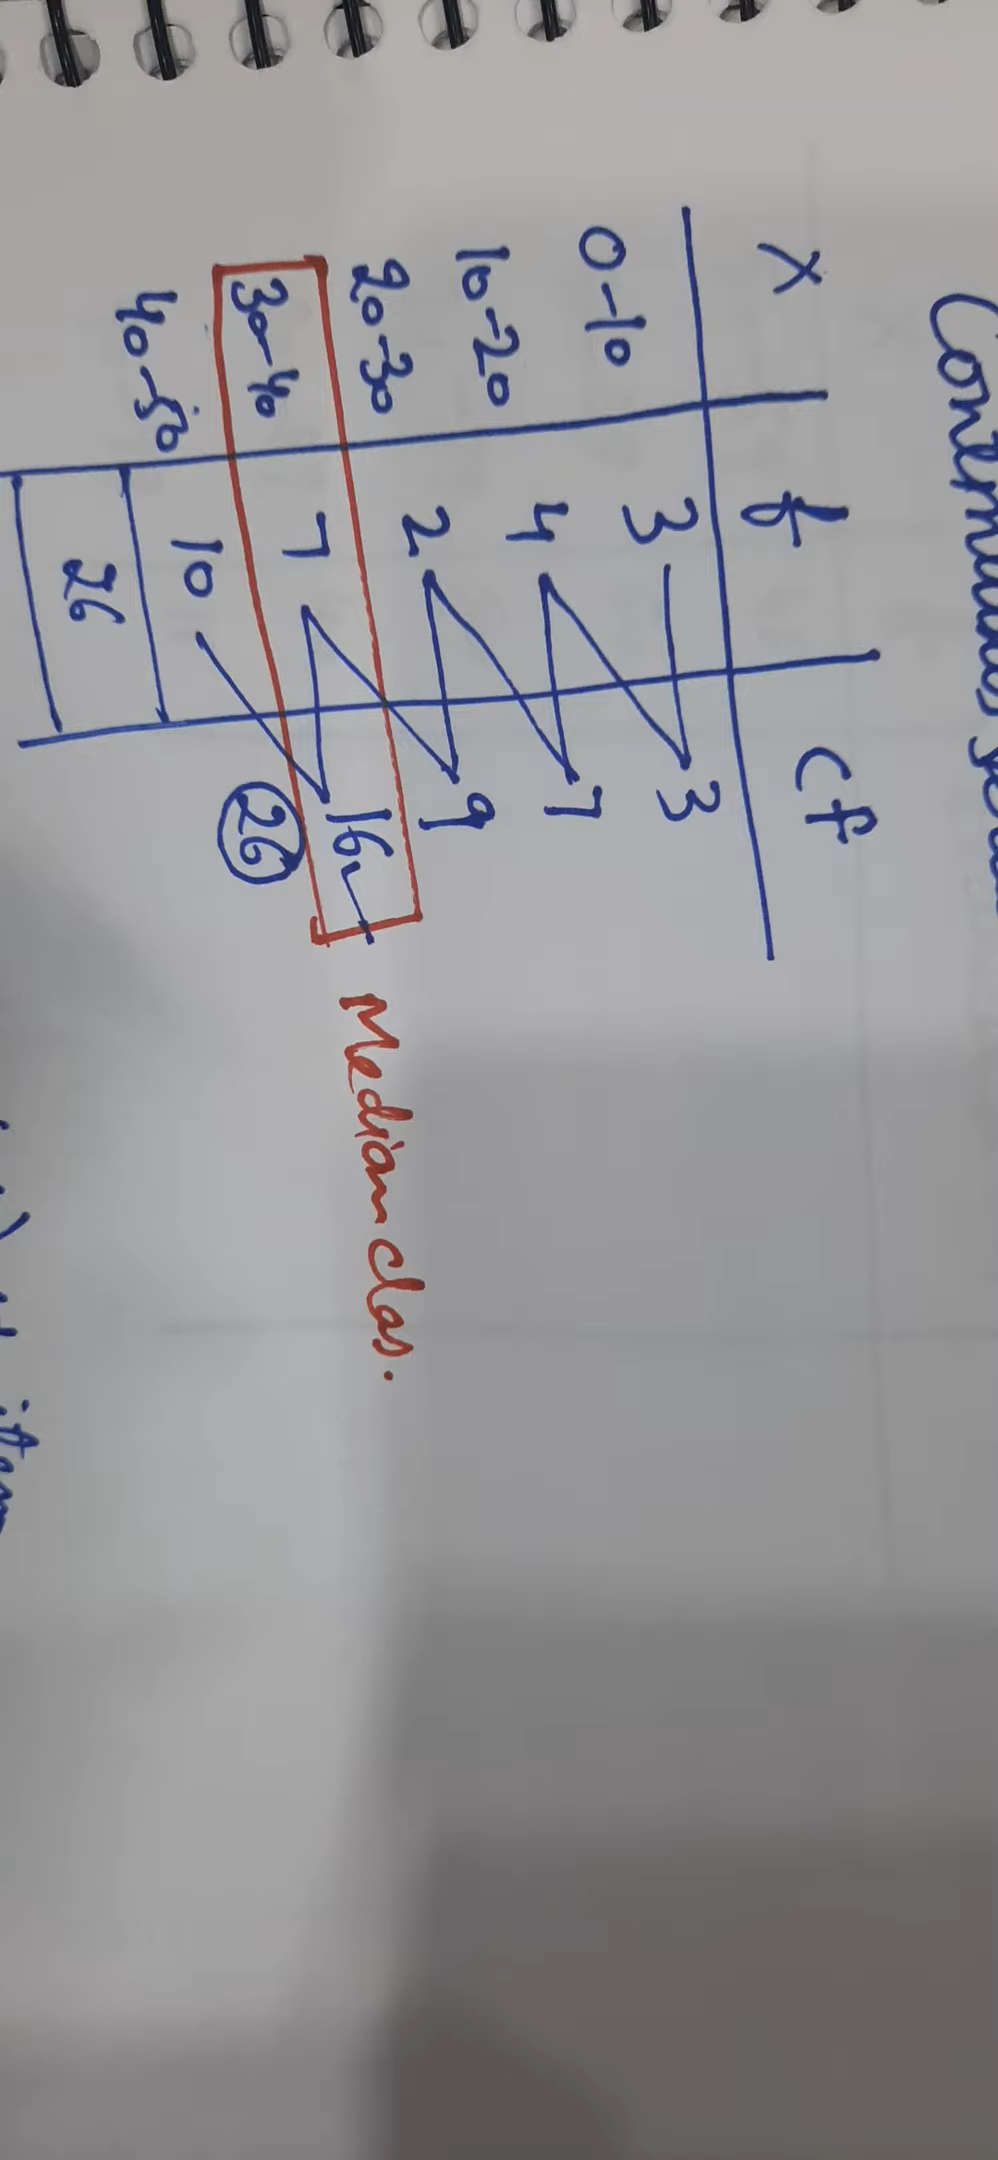 Continuous
X f Cf
0-10 3 3
10-20 4 7
20-30 2 9
30-40 7 16 Median clas.
40-50 10 26
26
item